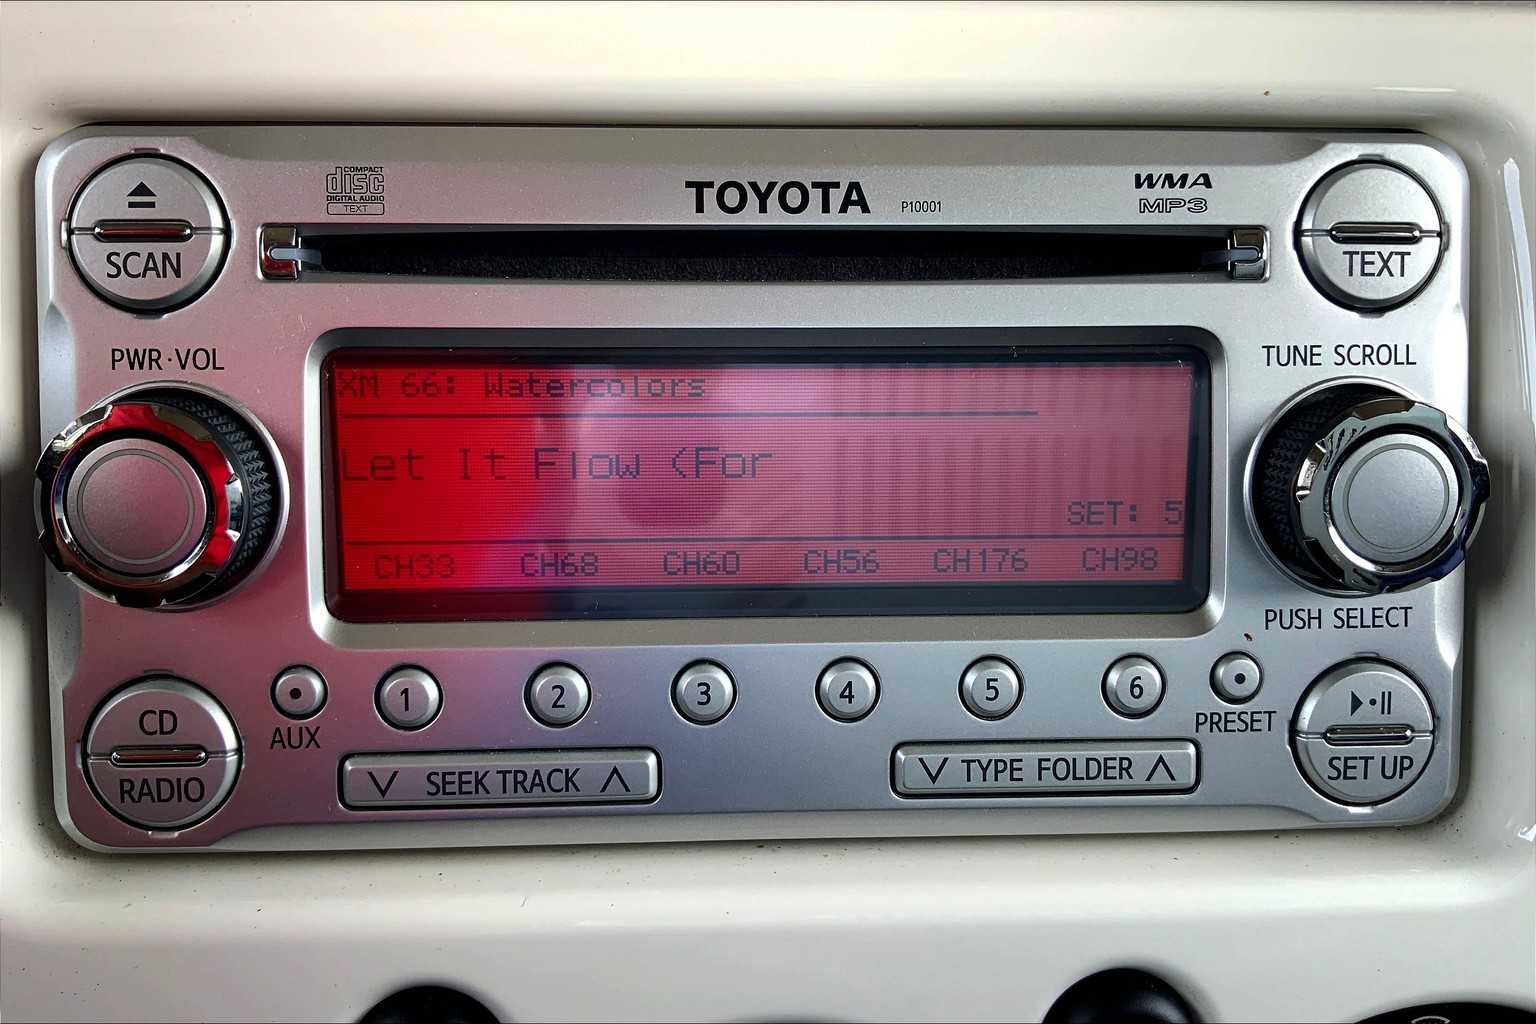 COMPACT
disc
DIGITAL AUDIO
TEXT
TOYOTA
P10001
WMA
MP3
SCAN
TEXT
PWR·VOL
TUNE SCROLL
XM 66: Watercolors
Let It Flow (For
SET: 5
CH33 CH68 CH60 CH56 CH176 CH98
PUSH SELECT
1 2 3 4 5 6
AUX
PRESET
CD
RADIO
SEEK TRACK
TYPE FOLDER
SET UP